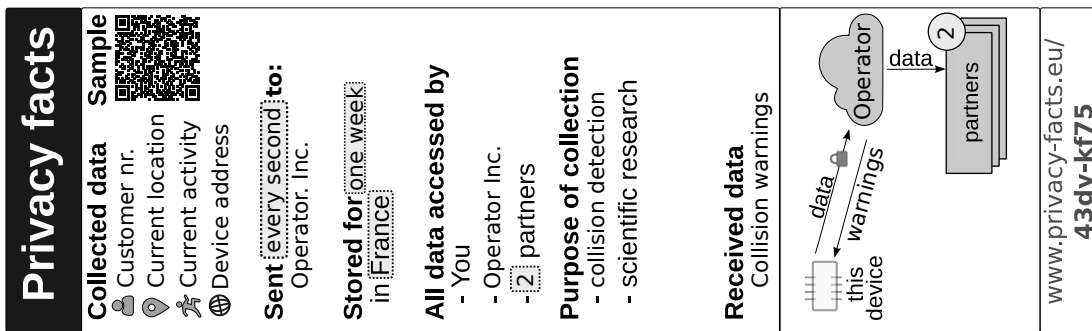 Privacy facts
Collected data
Sample
Customer nr.
Current location
Current activity
Device address
Sent every second to:
Operator. Inc.
Stored for one week
in France
All data accessed by
- You
- Operator Inc.
- 2 partners
Purpose of collection
- collision detection
- scientific research
Received data
Collision warnings
this
device
data
warnings
Operator
data
2
partners
www.privacy-facts.eu/
43dy-kf75